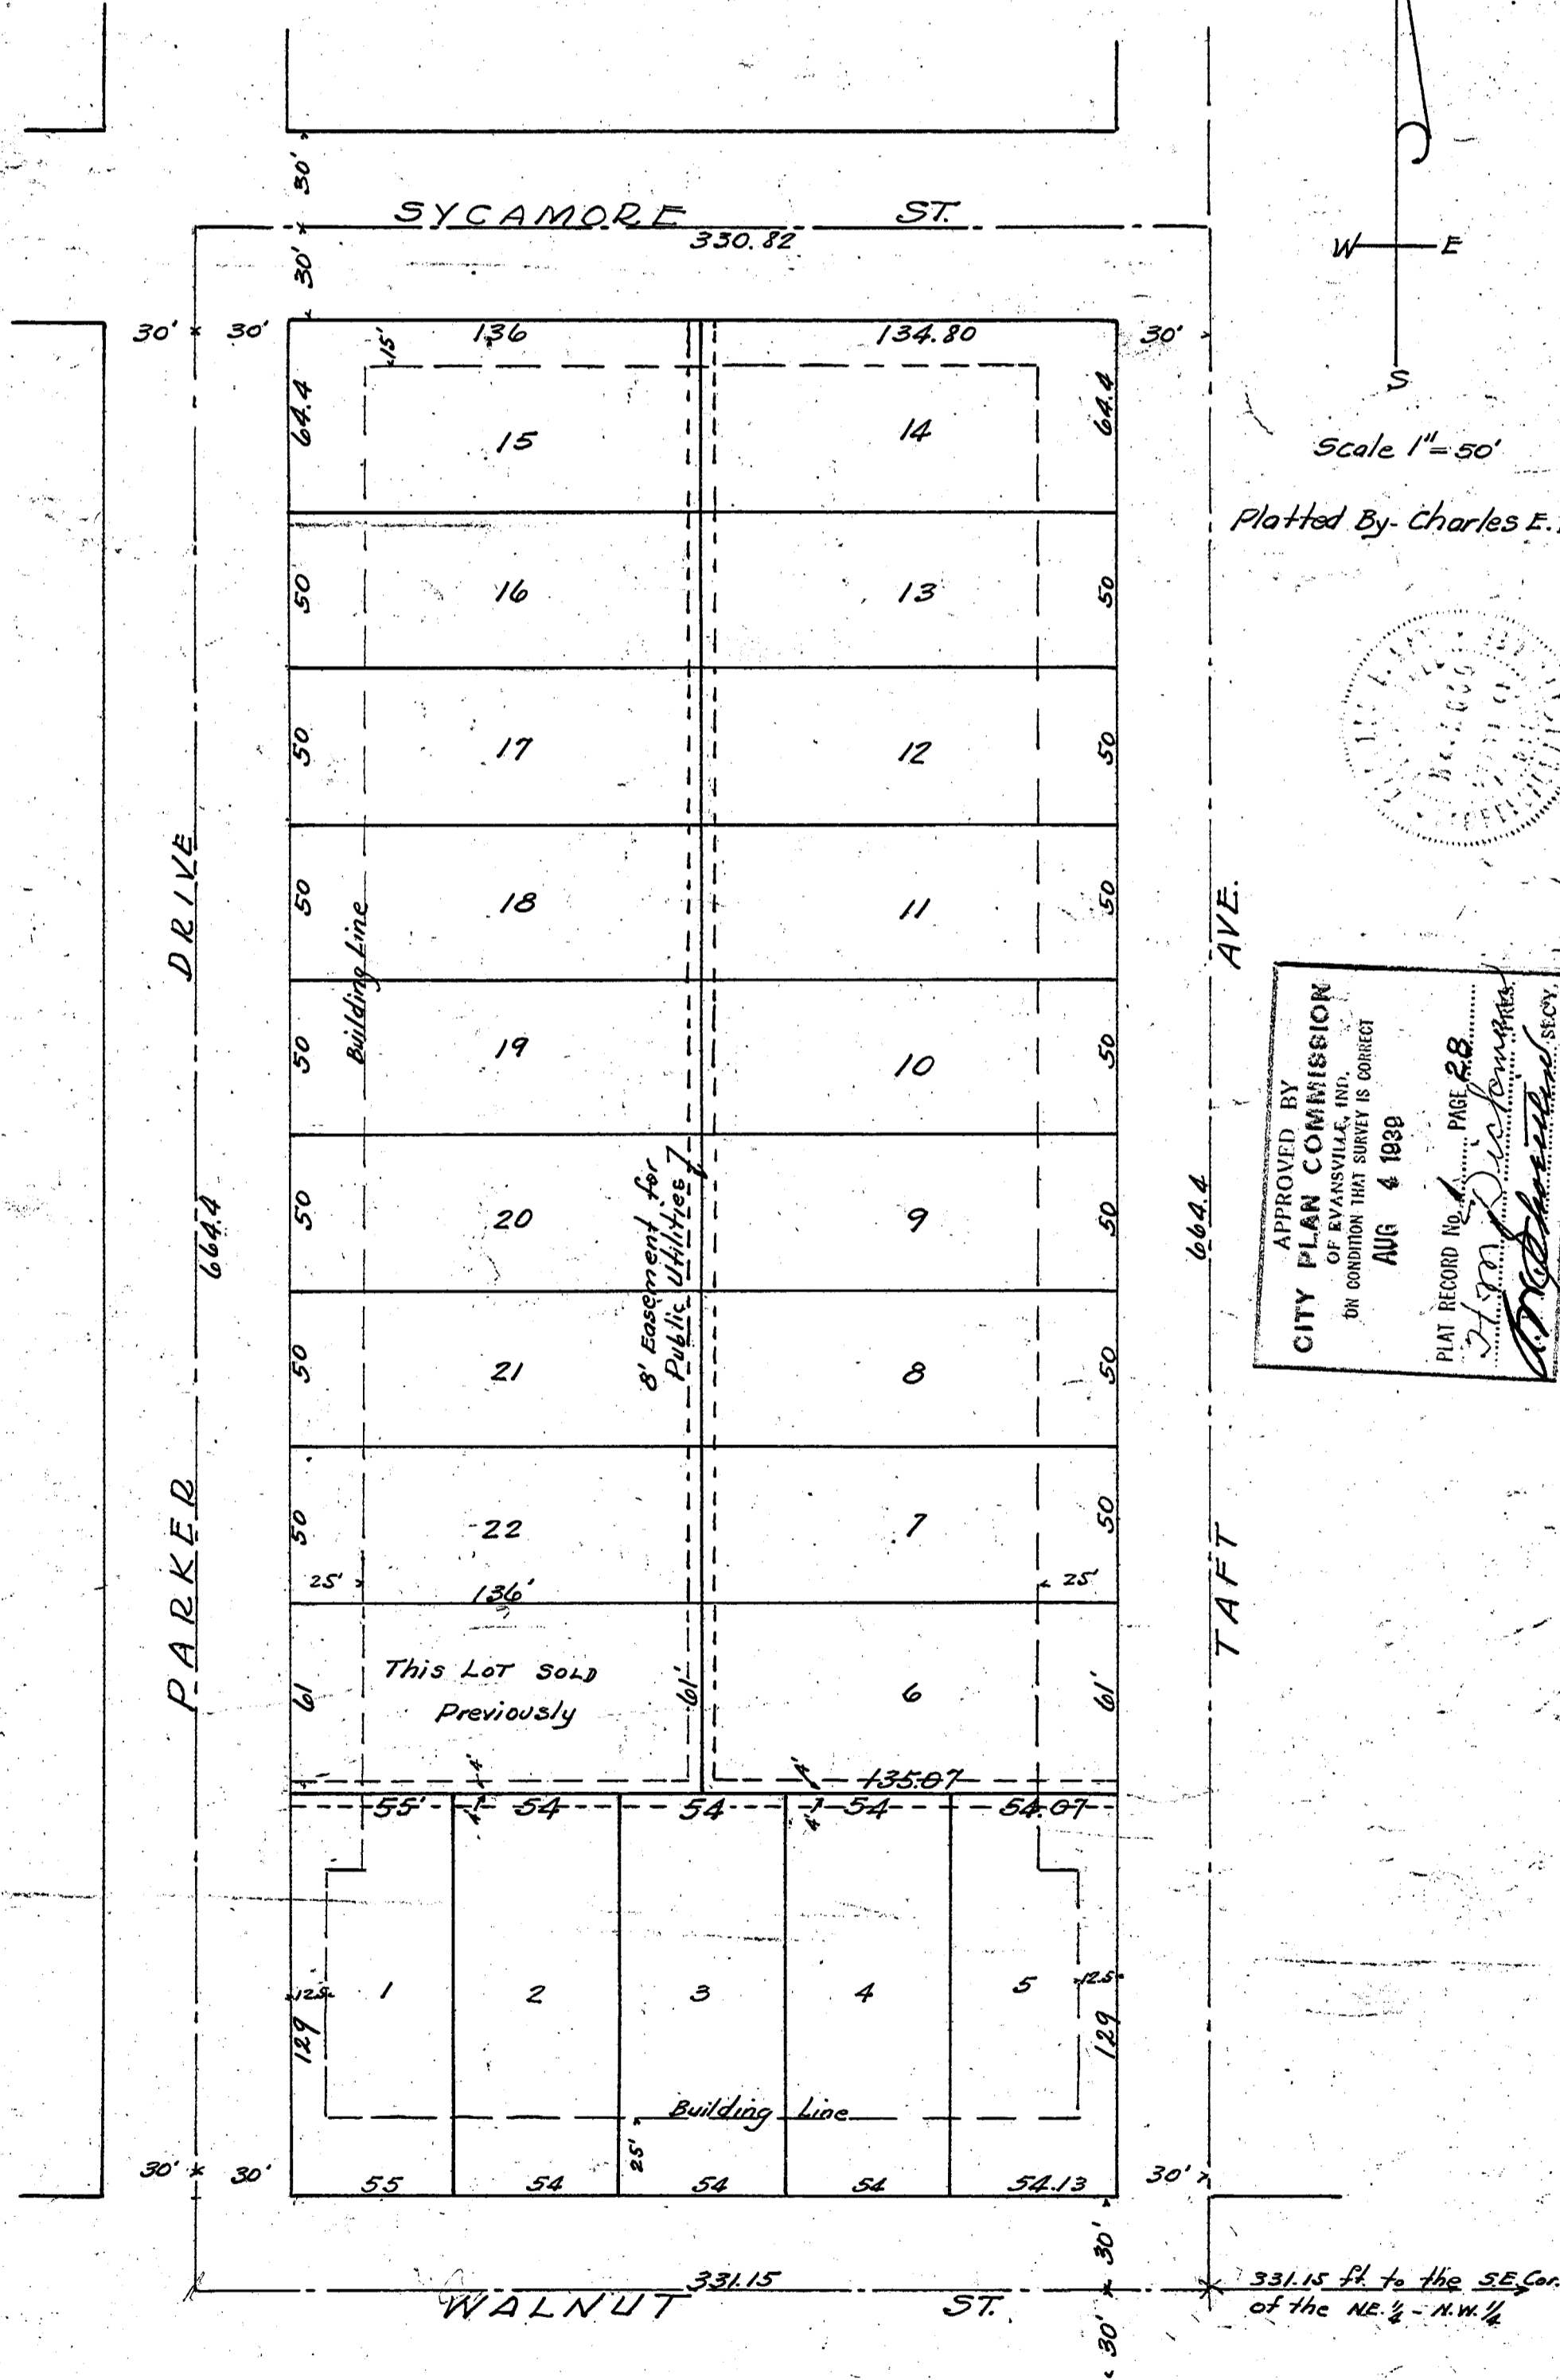 30'
SYCAMORE ST.
330.82
30'
W E
S
30' 30' 136 134.80 30'
15'
64.4 64.4
15 14
Scale 1"=50'
Platted By- Charles E.
50 16 13 50
50 17 12 50
50 18 11 50
Building Line
50 19 10 50
50 20 9 50
8' Easement for
Public Utilities
50 21 8 50
50 22 7 50
25' 136' 25'
61 This LOT SOLD 61' 6 61'
Previously
4' 4' 135.07
55' 54 54 54 54.07
4' 4'
12.5 1 2 3 4 5 12.5
129 129
Building Line
25'
30' 30' 55 54 54 54 54.13 30'
30'
331.15
WALNUT ST.
30'
331.15 ft. to the S.E. Cor.
of the NE. 1/4 - N.W. 1/4
PARKER DRIVE
664.4
TAFT AVE.
664.4
APPROVED BY
CITY PLAN COMMISSION
OF EVANSVILLE, IND.
ON CONDITION THAT SURVEY IS CORRECT
AUG 4 1939
PLAT RECORD No. 1 PAGE 28
PRES.
SECY.